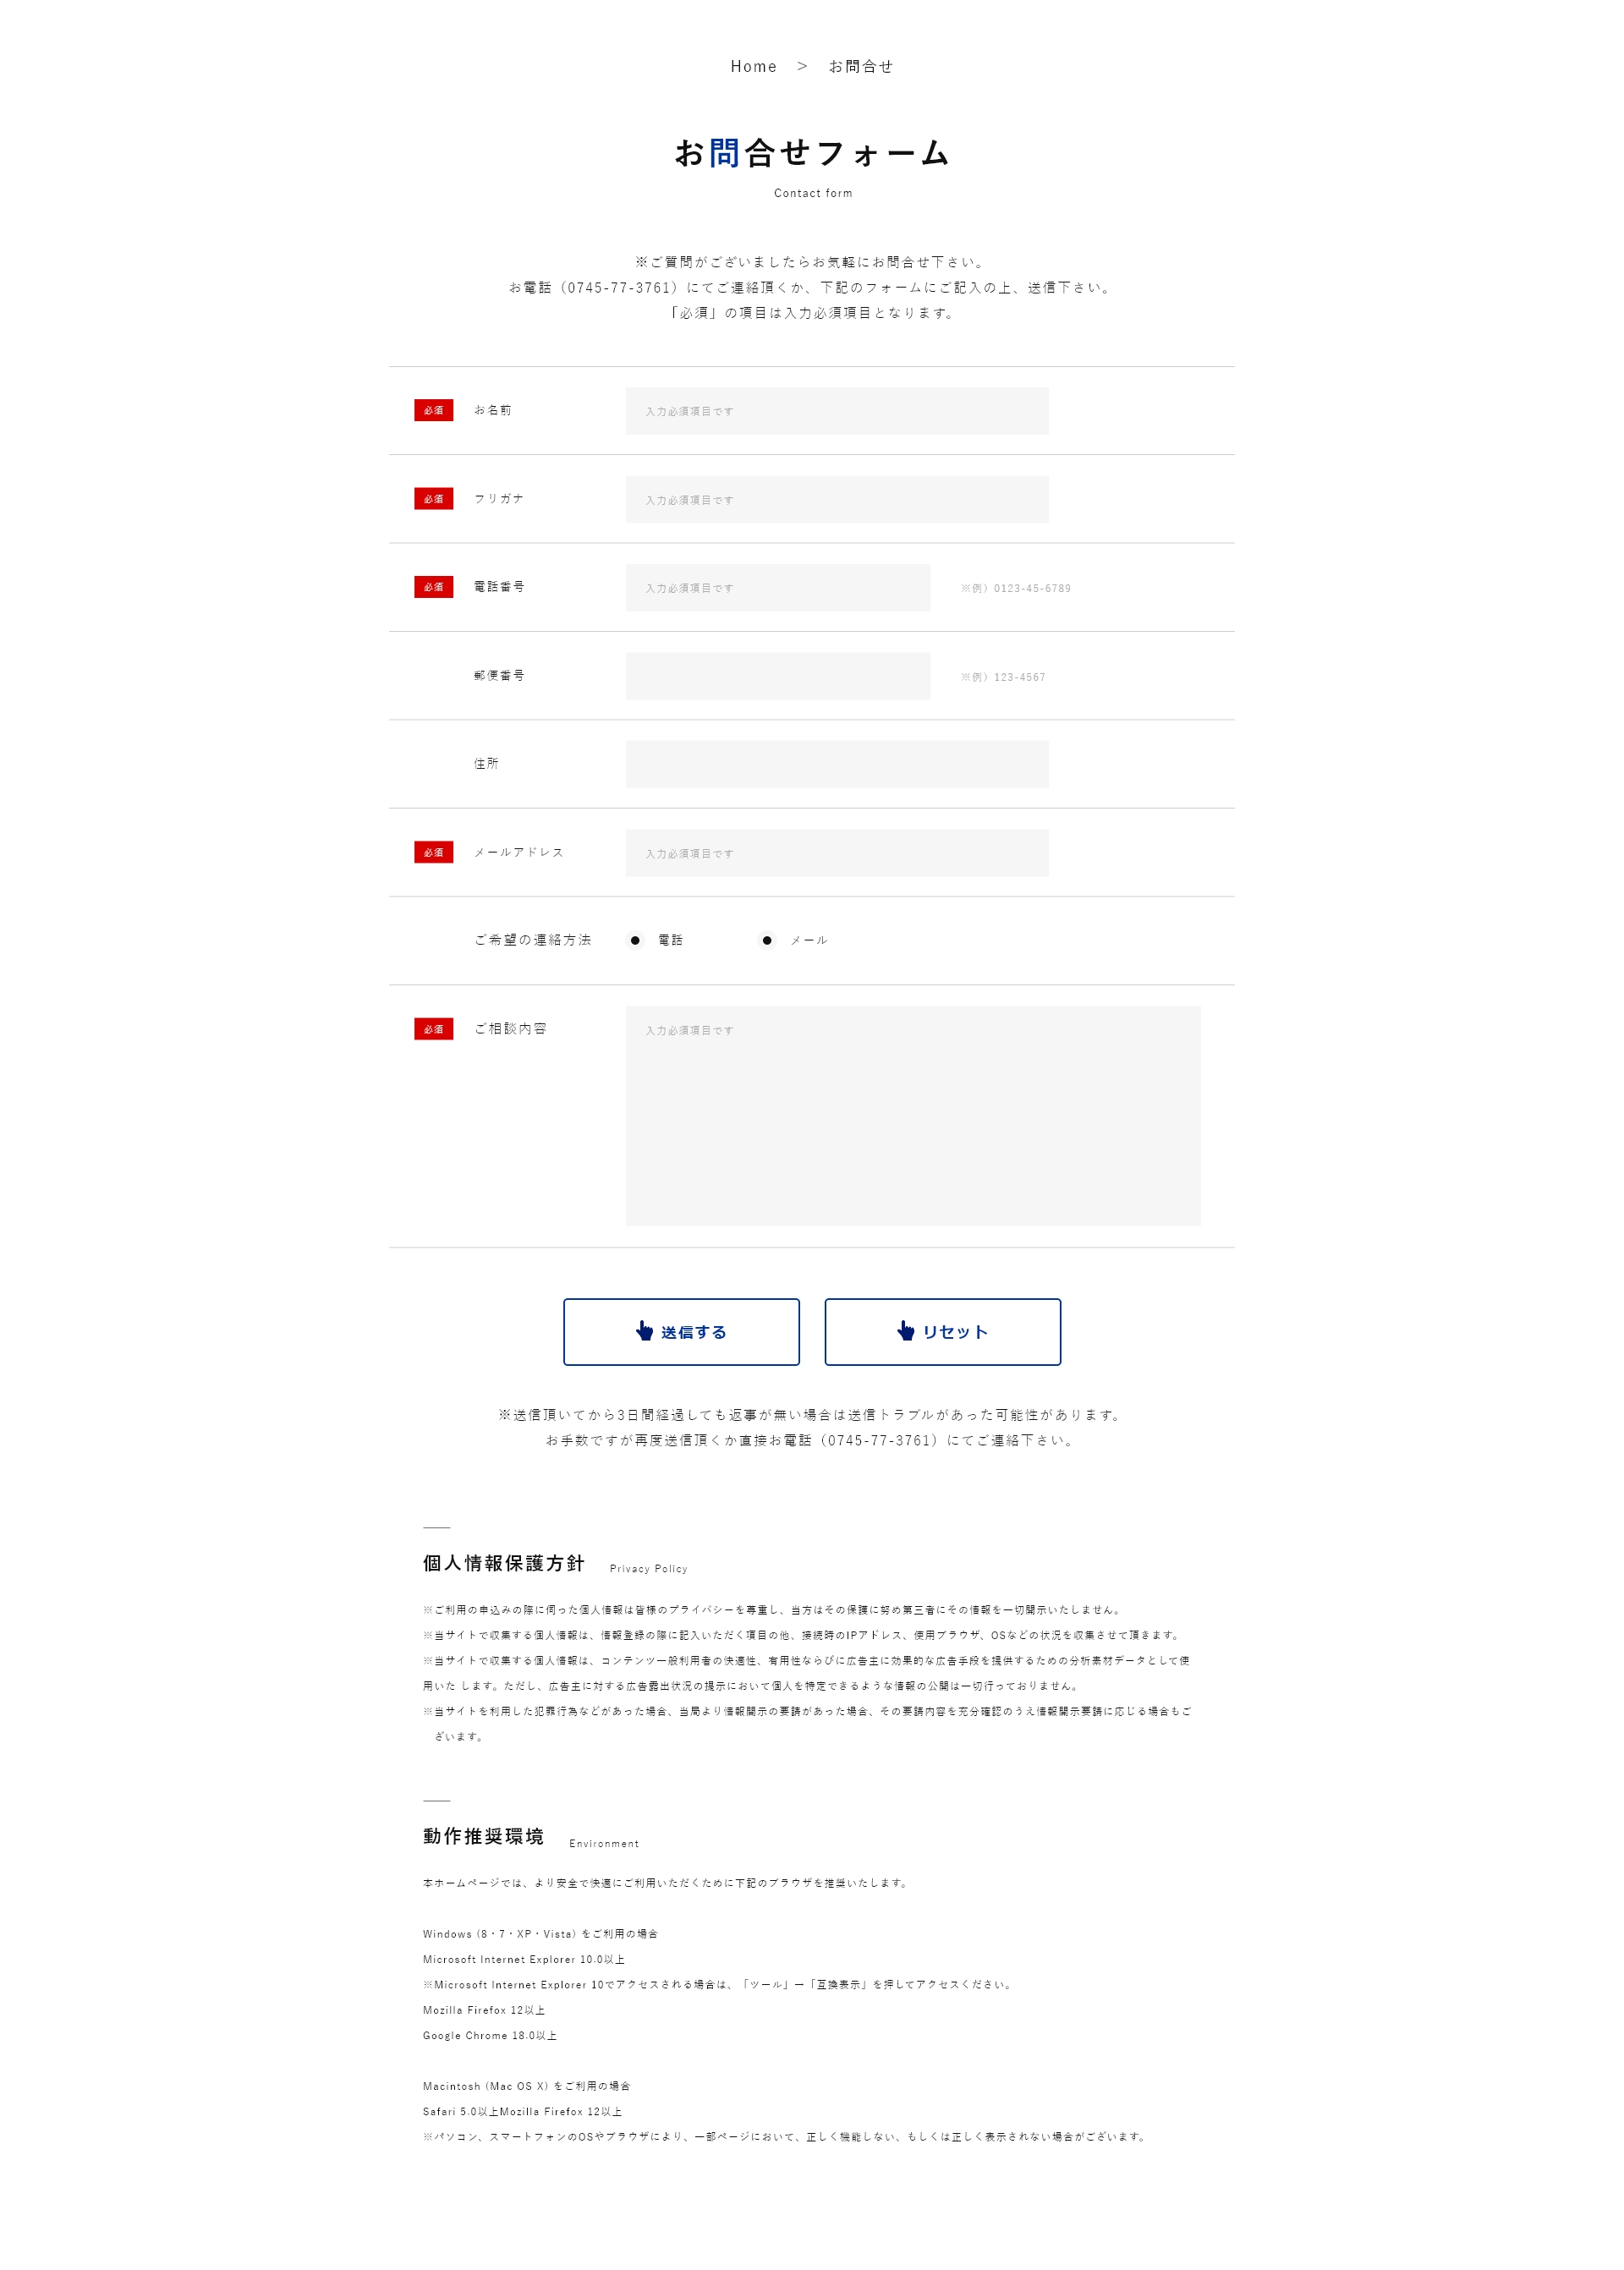 Home > お問合せ
お問合せフォーム
Contact form
※ご質問がございましたらお気軽にお問合せ下さい。
お電話（0745-77-3761）にてご連絡頂くか、下記のフォームにご記入の上、送信下さい。
「必須」の項目は入力必須項目となります。
必須 お名前 入力必須項目です
必須 フリガナ 入力必須項目です
必須 電話番号 入力必須項目です ※例）0123-45-6789
郵便番号 ※例）123-4567
住所
必須 メールアドレス 入力必須項目です
ご希望の連絡方法 電話 メール
必須 ご相談内容 入力必須項目です
送信する リセット
※送信頂いてから3日間経過しても返事が無い場合は送信トラブルがあった可能性があります。
お手数ですが再度送信頂くか直接お電話（0745-77-3761）にてご連絡下さい。
個人情報保護方針 Privacy Policy
※ご利用の申込みの際に伺った個人情報は皆様のプライバシーを尊重し、当方はその保護に努め第三者にその情報を一切開示いたしません。
※当サイトで収集する個人情報は、情報登録の際に記入いただく項目の他、接続時のIPアドレス、使用ブラウザ、OSなどの状況を収集させて頂きます。
※当サイトで収集する個人情報は、コンテンツ一般利用者の快適性、有用性ならびに広告主に効果的な広告手段を提供するための分析素材データとして使
用いた します。ただし、広告主に対する広告露出状況の提示において個人を特定できるような情報の公開は一切行っておりません。
※当サイトを利用した犯罪行為などがあった場合、当局より情報開示の要請があった場合、その要請内容を充分確認のうえ情報開示要請に応じる場合もご
ざいます。
動作推奨環境 Environment
本ホームページでは、より安全で快適にご利用いただくために下記のブラウザを推奨いたします。
Windows (8・7・XP・Vista) をご利用の場合
Microsoft Internet Explorer 10.0以上
※Microsoft Internet Explorer 10でアクセスされる場合は、「ツール」→「互換表示」を押してアクセスください。
Mozilla Firefox 12以上
Google Chrome 18.0以上
Macintosh (Mac OS X) をご利用の場合
Safari 5.0以上Mozilla Firefox 12以上
※パソコン、スマートフォンのOSやブラウザにより、一部ページにおいて、正しく機能しない、もしくは正しく表示されない場合がございます。